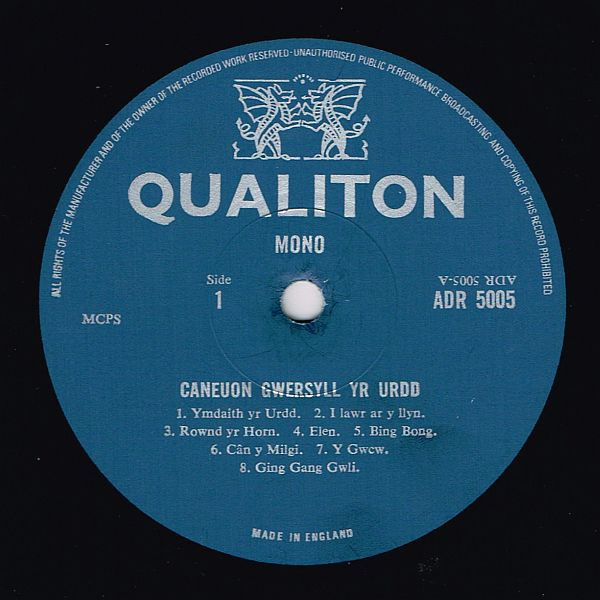 ALL RIGHTS OF THE MANUFACTURER AND OF THE OWNER OF THE RECORDED WORK RESERVED-UNAUTHORISED PUBLIC PERFORMANCE BROADCASTING AND COPYING OF THIS RECORD PROHIBITED
QUALITON
MONO
Side
1
ADR 5005-A
ADR 5005
MCPS
CANEUON GWERSYLL YR URDD
1. Ymdaith yr Urdd. 2. I lawr ar y llyn.
3. Rownd yr Horn. 4. Elen. 5. Bing Bong.
6. Cân y Milgi. 7. Y Gwcw.
8. Ging Gang Gwli.
MADE IN ENGLAND